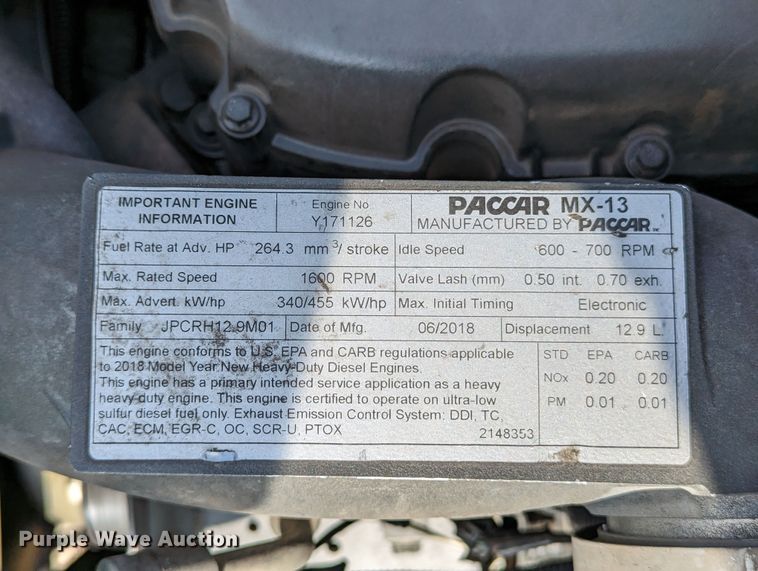 IMPORTANT ENGINE INFORMATION
Engine No
Y171126
PACCAR MX-13
MANUFACTURED BY PACCAR INC
Fuel Rate at Adv. HP 264.3 mm³/ stroke
Idle Speed 600 - 700 RPM
Max. Rated Speed 1600 RPM
Valve Lash (mm) 0.50 int. 0.70 exh.
Max. Advert. kW/hp 340/455 kW/hp
Max. Initial Timing Electronic
Family JPCRH12.9M01
Date of Mfg. 06/2018
Displacement 12.9 L.
This engine conforms to U.S. EPA and CARB regulations applicable
to 2018 Model Year New Heavy-Duty Diesel Engines.
This engine has a primary intended service application as a heavy
heavy-duty engine. This engine is certified to operate on ultra-low
sulfur diesel fuel only. Exhaust Emission Control System: DDI, TC,
CAC, ECM, EGR-C, OC, SCR-U, PTOX
2148353
STD EPA CARB
NOx 0.20 0.20
PM 0.01 0.01
Purple Wave Auction